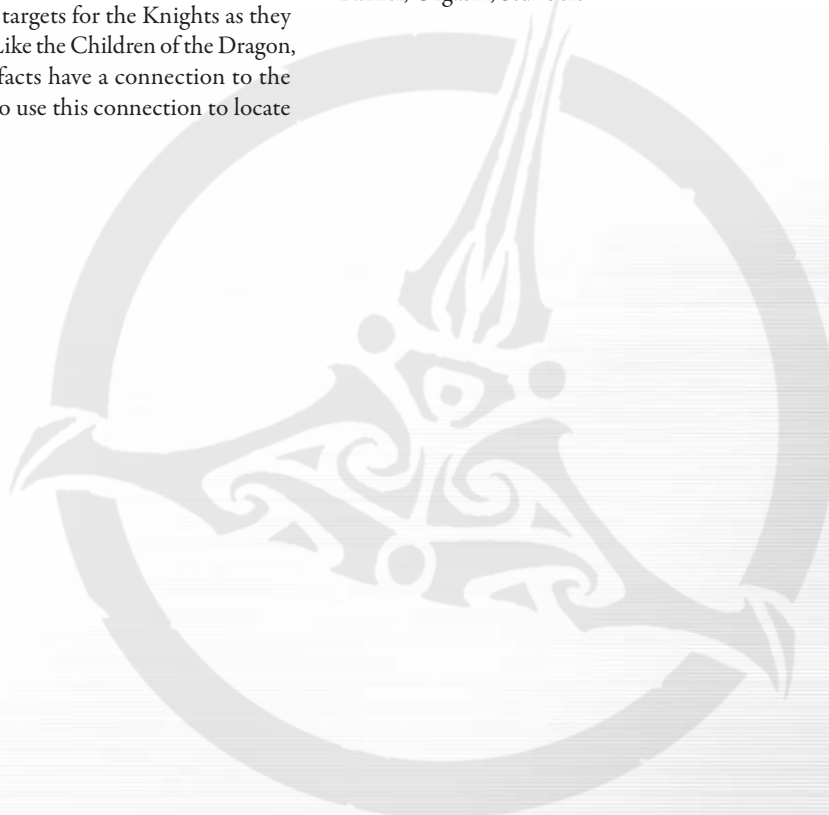 targets for the Knights as they
Like the Children of the Dragon,
facts have a connection to the
o use this connection to locate